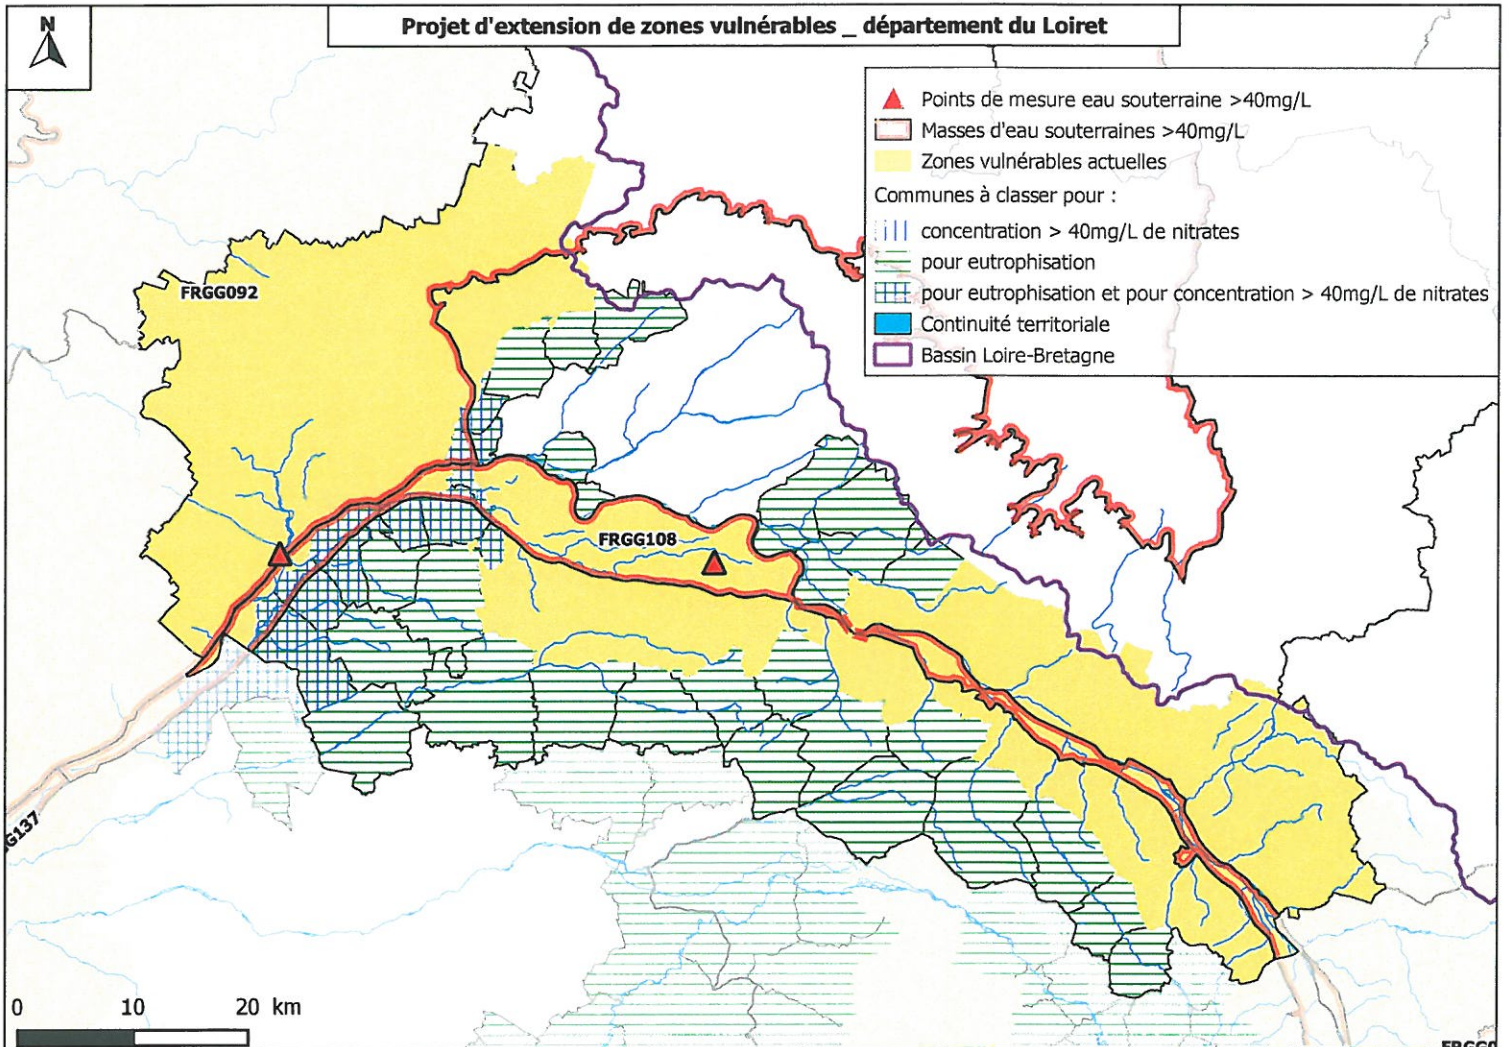 N
Projet d'extension de zones vulnérables _ département du Loiret
Points de mesure eau souterraine >40mg/L
Masses d'eau souterraines >40mg/L
Zones vulnérables actuelles
Communes à classer pour :
concentration > 40mg/L de nitrates
pour eutrophisation
pour eutrophisation et pour concentration > 40mg/L de nitrates
Continuité territoriale
Bassin Loire-Bretagne
FRGG092
FRGG108
G137
0 10 20 km